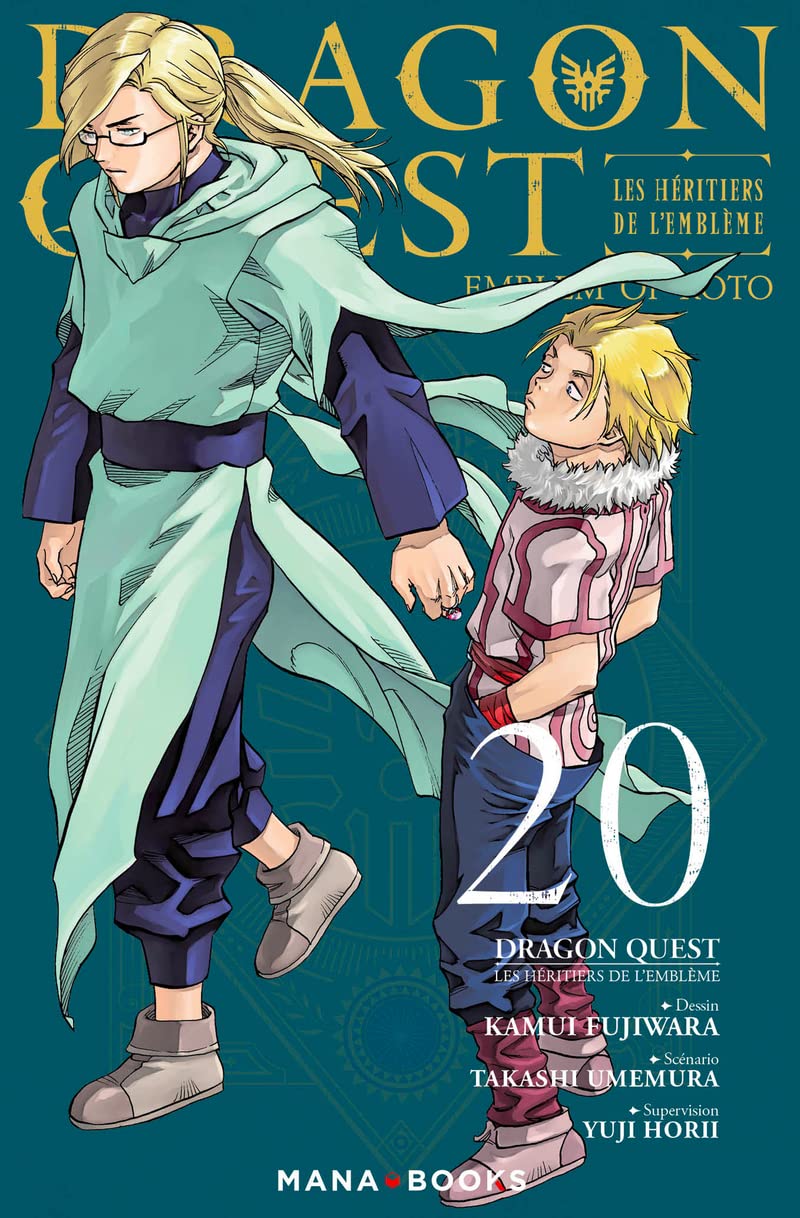 DRAGON
QUEST
LES HÉRITIERS
DE L'EMBLÈME
EMBLEM OF ROTO
20
DRAGON QUEST
LES HÉRITIERS DE L'EMBLÈME
Dessin
KAMUI FUJIWARA
Scénario
TAKASHI UMEMURA
Supervision
YUJI HORII
MANA BOOKS